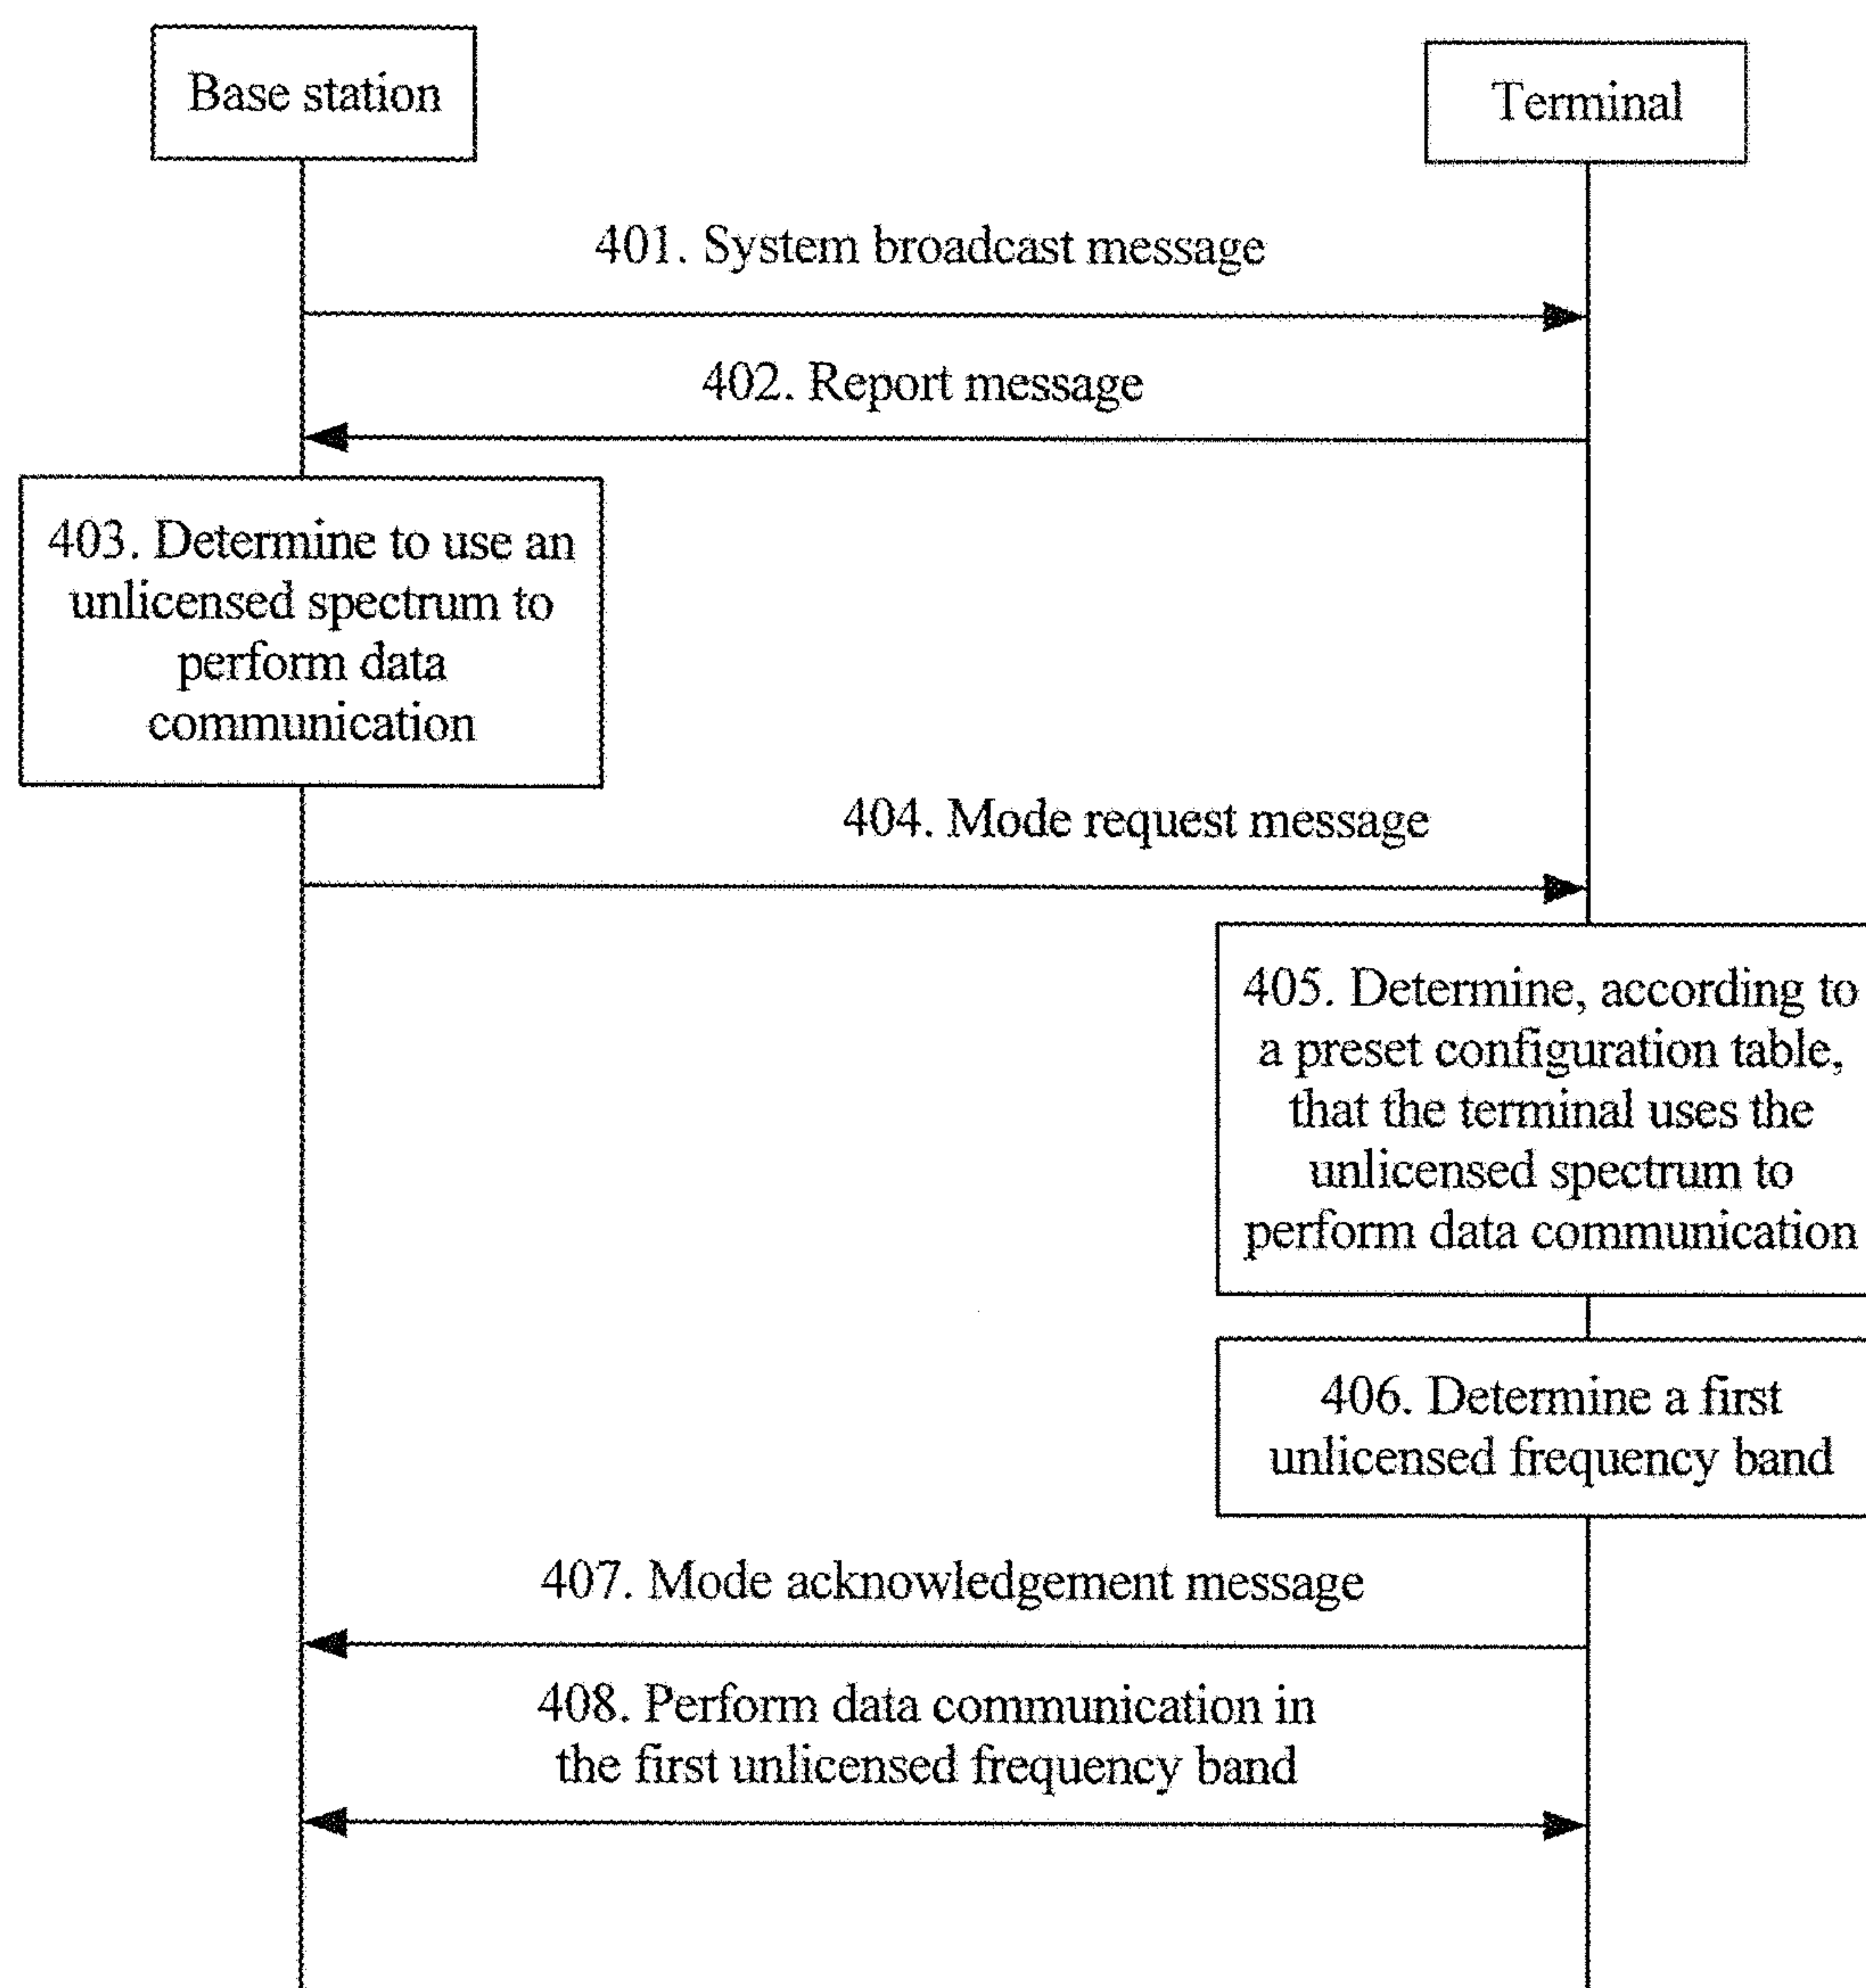 Base station
Terminal
401. System broadcast message
402. Report message
403. Determine to use an
unlicensed spectrum to
perform data
communication
404. Mode request message
405. Determine, according to
a preset configuration table,
that the terminal uses the
unlicensed spectrum to
perform data communication
406. Determine a first
unlicensed frequency band
407. Mode acknowledgement message
408. Perform data communication in
the first unlicensed frequency band